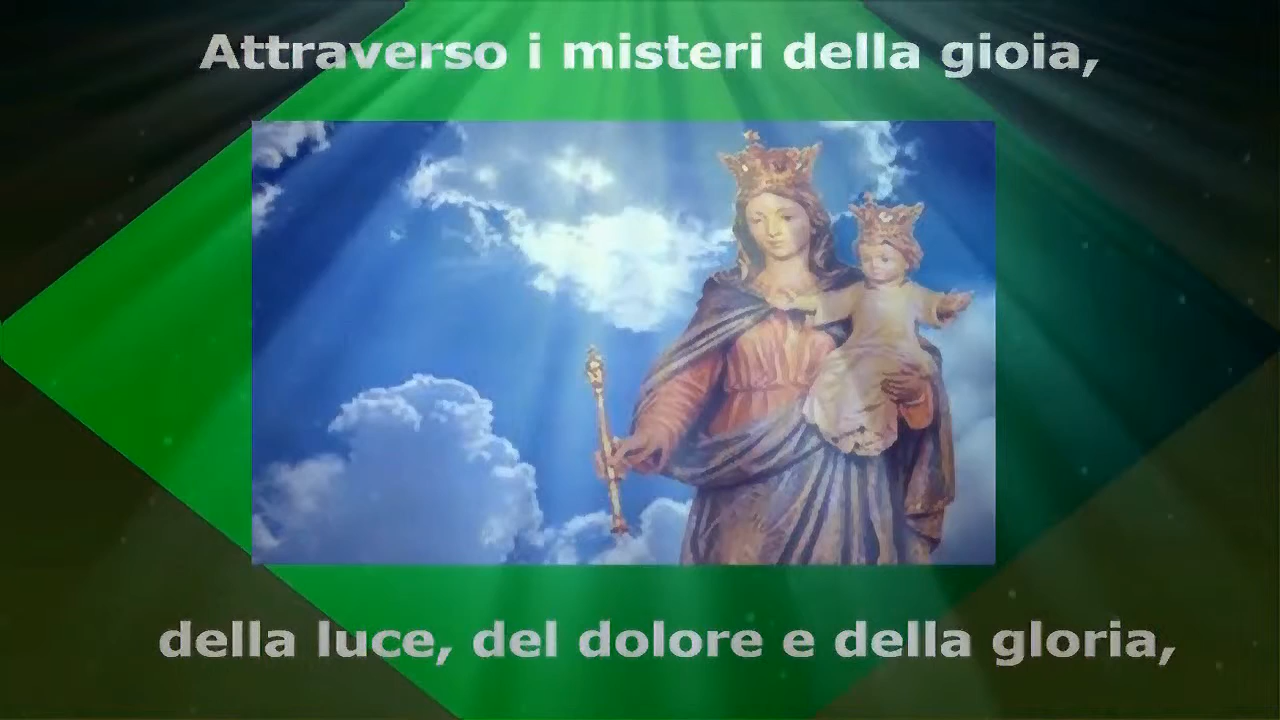 Attraverso i misteri della gioia,
della luce, del dolore e della gloria,